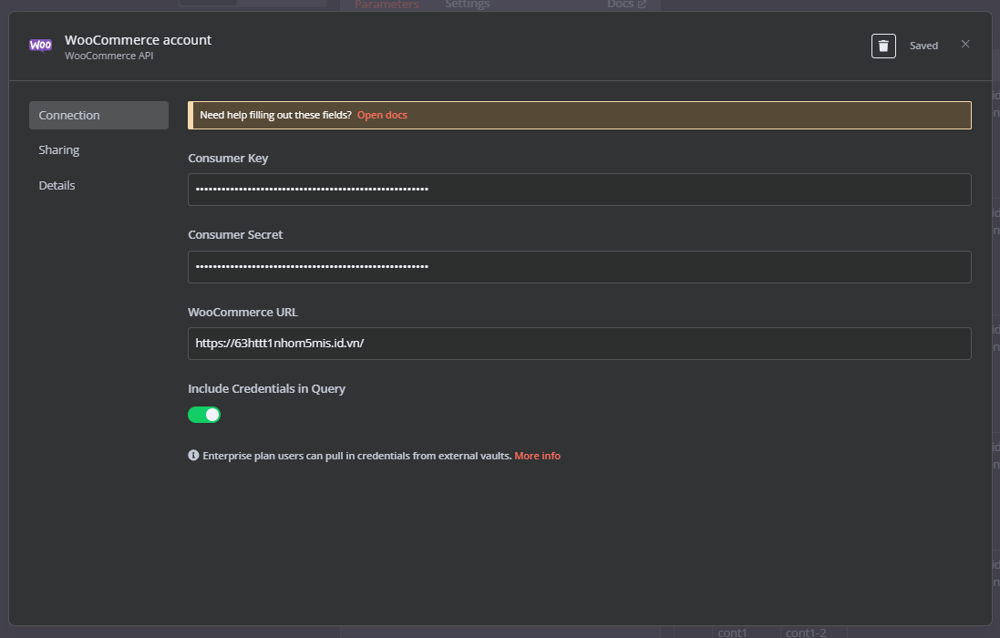 Parameters Settings Docs
Woo WooCommerce account
WooCommerce API
Saved
Connection
Sharing
Details
Need help filling out these fields? Open docs
Consumer Key
••••••••••••••••••••••••••••••••••••••••••••••••••••••
Consumer Secret
••••••••••••••••••••••••••••••••••••••••••••••••••••••
WooCommerce URL
https://63httt1nhom5mis.id.vn/
Include Credentials in Query
Enterprise plan users can pull in credentials from external vaults. More info
cont1 cont1-2